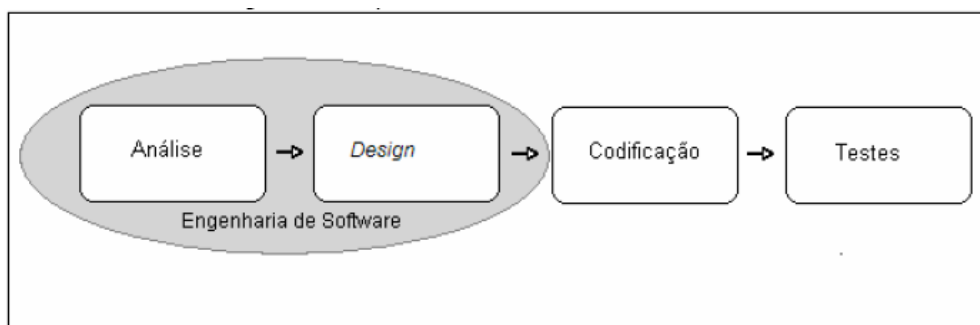 Análise
Design
Codificação
Testes
Engenharia de Software